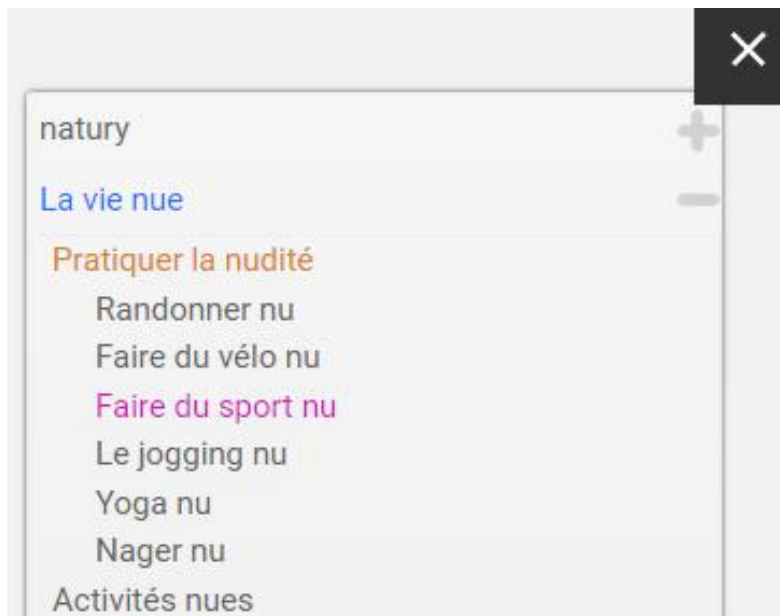 natury
La vie nue
Pratiquer la nudité
Randonner nu
Faire du vélo nu
Faire du sport nu
Le jogging nu
Yoga nu
Nager nu
Activités nues